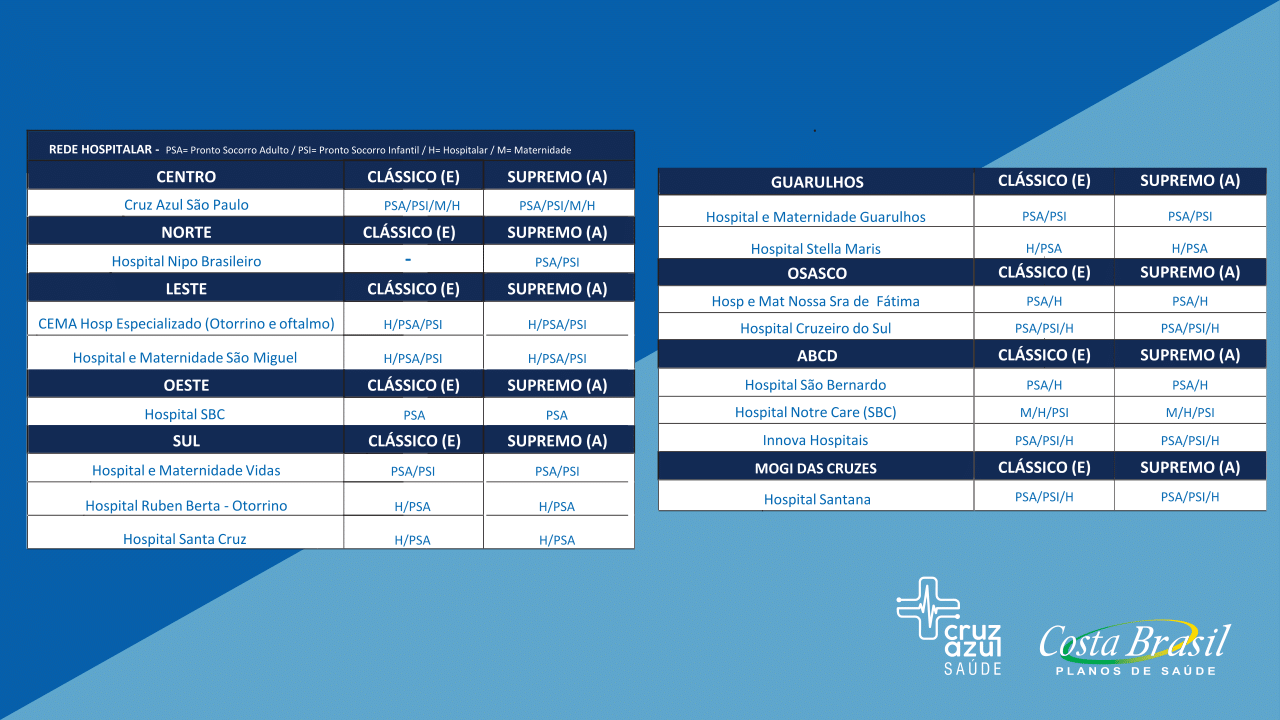 REDE HOSPITALAR - PSA= Pronto Socorro Adulto / PSI= Pronto Socorro Infantil / H= Hospitalar / M= Maternidade
CENTRO CLÁSSICO (E) SUPREMO (A)
Cruz Azul São Paulo PSA/PSI/M/H PSA/PSI/M/H
NORTE CLÁSSICO (E) SUPREMO (A)
Hospital Nipo Brasileiro - PSA/PSI
LESTE CLÁSSICO (E) SUPREMO (A)
CEMA Hosp Especializado (Otorrino e oftalmo) H/PSA/PSI H/PSA/PSI
Hospital e Maternidade São Miguel H/PSA/PSI H/PSA/PSI
OESTE CLÁSSICO (E) SUPREMO (A)
Hospital SBC PSA PSA
SUL CLÁSSICO (E) SUPREMO (A)
Hospital e Maternidade Vidas PSA/PSI PSA/PSI
Hospital Ruben Berta - Otorrino H/PSA H/PSA
Hospital Santa Cruz H/PSA H/PSA
GUARULHOS CLÁSSICO (E) SUPREMO (A)
Hospital e Maternidade Guarulhos PSA/PSI PSA/PSI
Hospital Stella Maris H/PSA H/PSA
OSASCO CLÁSSICO (E) SUPREMO (A)
Hosp e Mat Nossa Sra de Fátima PSA/H PSA/H
Hospital Cruzeiro do Sul PSA/PSI/H PSA/PSI/H
ABCD CLÁSSICO (E) SUPREMO (A)
Hospital São Bernardo PSA/H PSA/H
Hospital Notre Care (SBC) M/H/PSI M/H/PSI
Innova Hospitais PSA/PSI/H PSA/PSI/H
MOGI DAS CRUZES CLÁSSICO (E) SUPREMO (A)
Hospital Santana PSA/PSI/H PSA/PSI/H
cruz
azul
SAÚDE
Costa Brasil
PLANOS DE SAÚDE